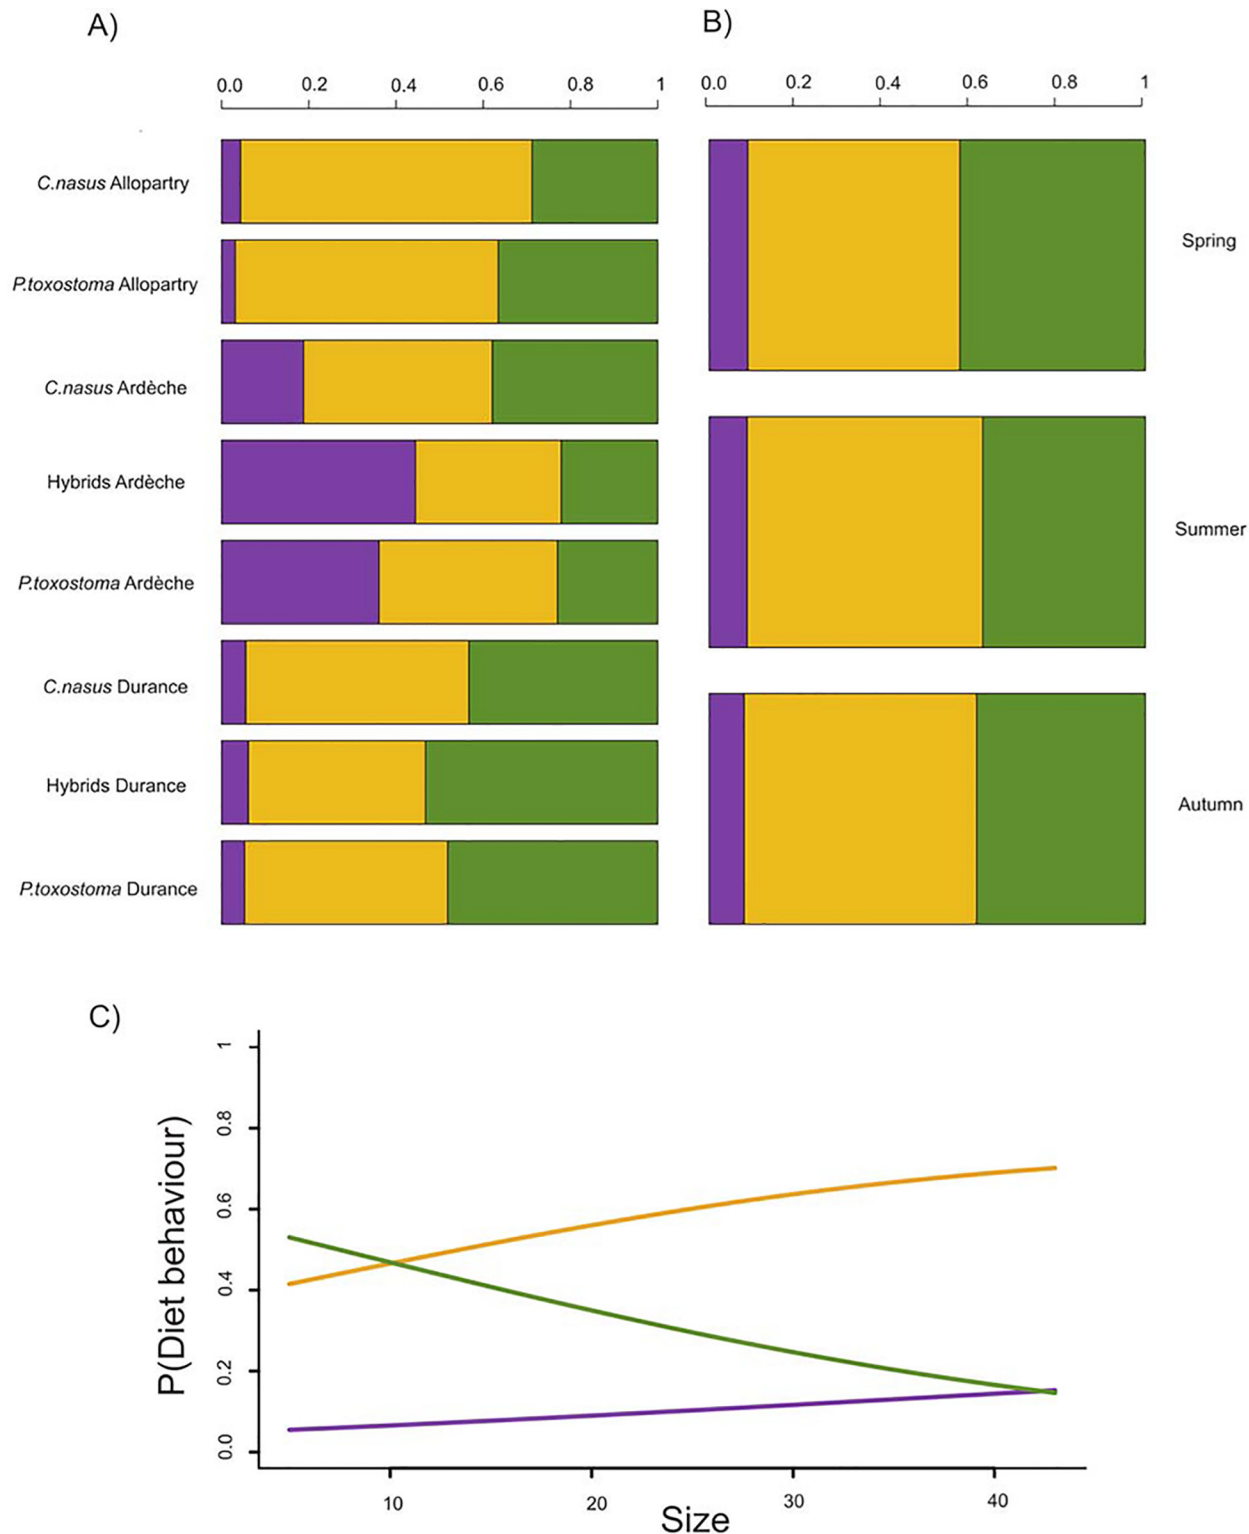 A)
B)
0.0 0.2 0.4 0.6 0.8 1
0.0 0.2 0.4 0.6 0.8 1
C.nasus Allopartry
P.toxostoma Allopartry
C.nasus Ardèche
Hybrids Ardèche
P.toxostoma Ardèche
C.nasus Durance
Hybrids Durance
P.toxostoma Durance
Spring
Summer
Autumn
C)
P(Diet behaviour)
1
0.8
0.6
0.4
0.2
0.0
10 20 30 40
Size